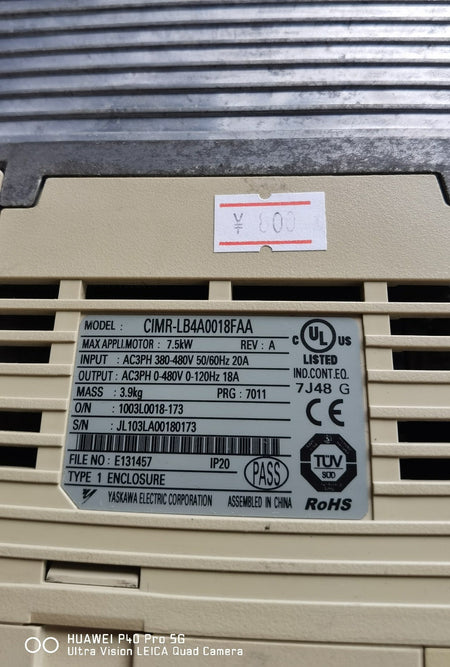 ¥ 800
MODEL : CIMR-LB4A0018FAA
MAX APPLI.MOTOR : 7.5kW REV : A
INPUT : AC3PH 380-480V 50/60Hz 20A
OUTPUT : AC3PH 0-480V 0-120Hz 18A
MASS : 3.9kg PRG : 7011
O/N : 1003L0018-173
S/N : JL103LA00180173
FILE NO : E131457 IP20
TYPE 1 ENCLOSURE
YASKAWA ELECTRIC CORPORATION ASSEMBLED IN CHINA
PASS
C UL US
LISTED
IND.CONT.EQ.
7J48 G
CE
TÜV
SÜD
RoHS
HUAWEI P40 Pro 5G
Ultra Vision LEICA Quad Camera